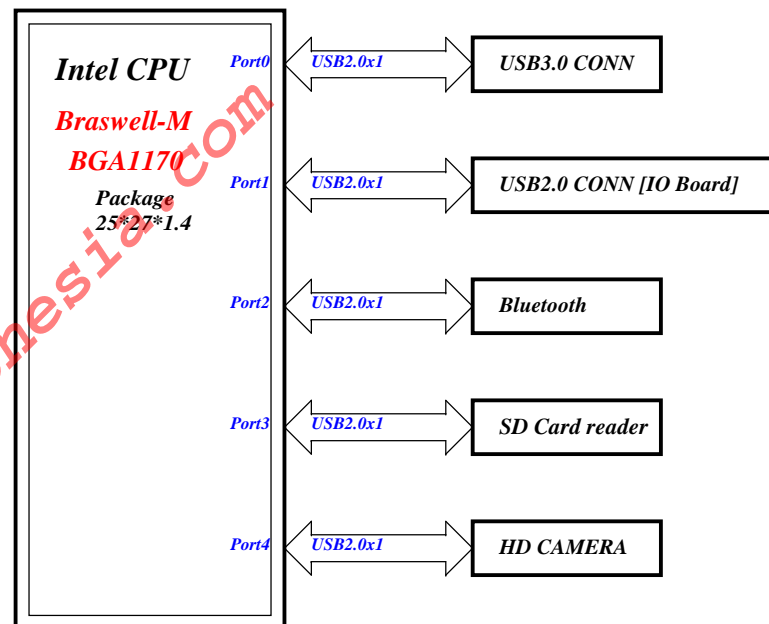 Intel CPU
Braswell-M
BGA1170
Package
25*27*1.4
Port0 USB2.0x1 USB3.0 CONN
Port1 USB2.0x1 USB2.0 CONN [IO Board]
Port2 USB2.0x1 Bluetooth
Port3 USB2.0x1 SD Card reader
Port4 USB2.0x1 HD CAMERA
nesia.com